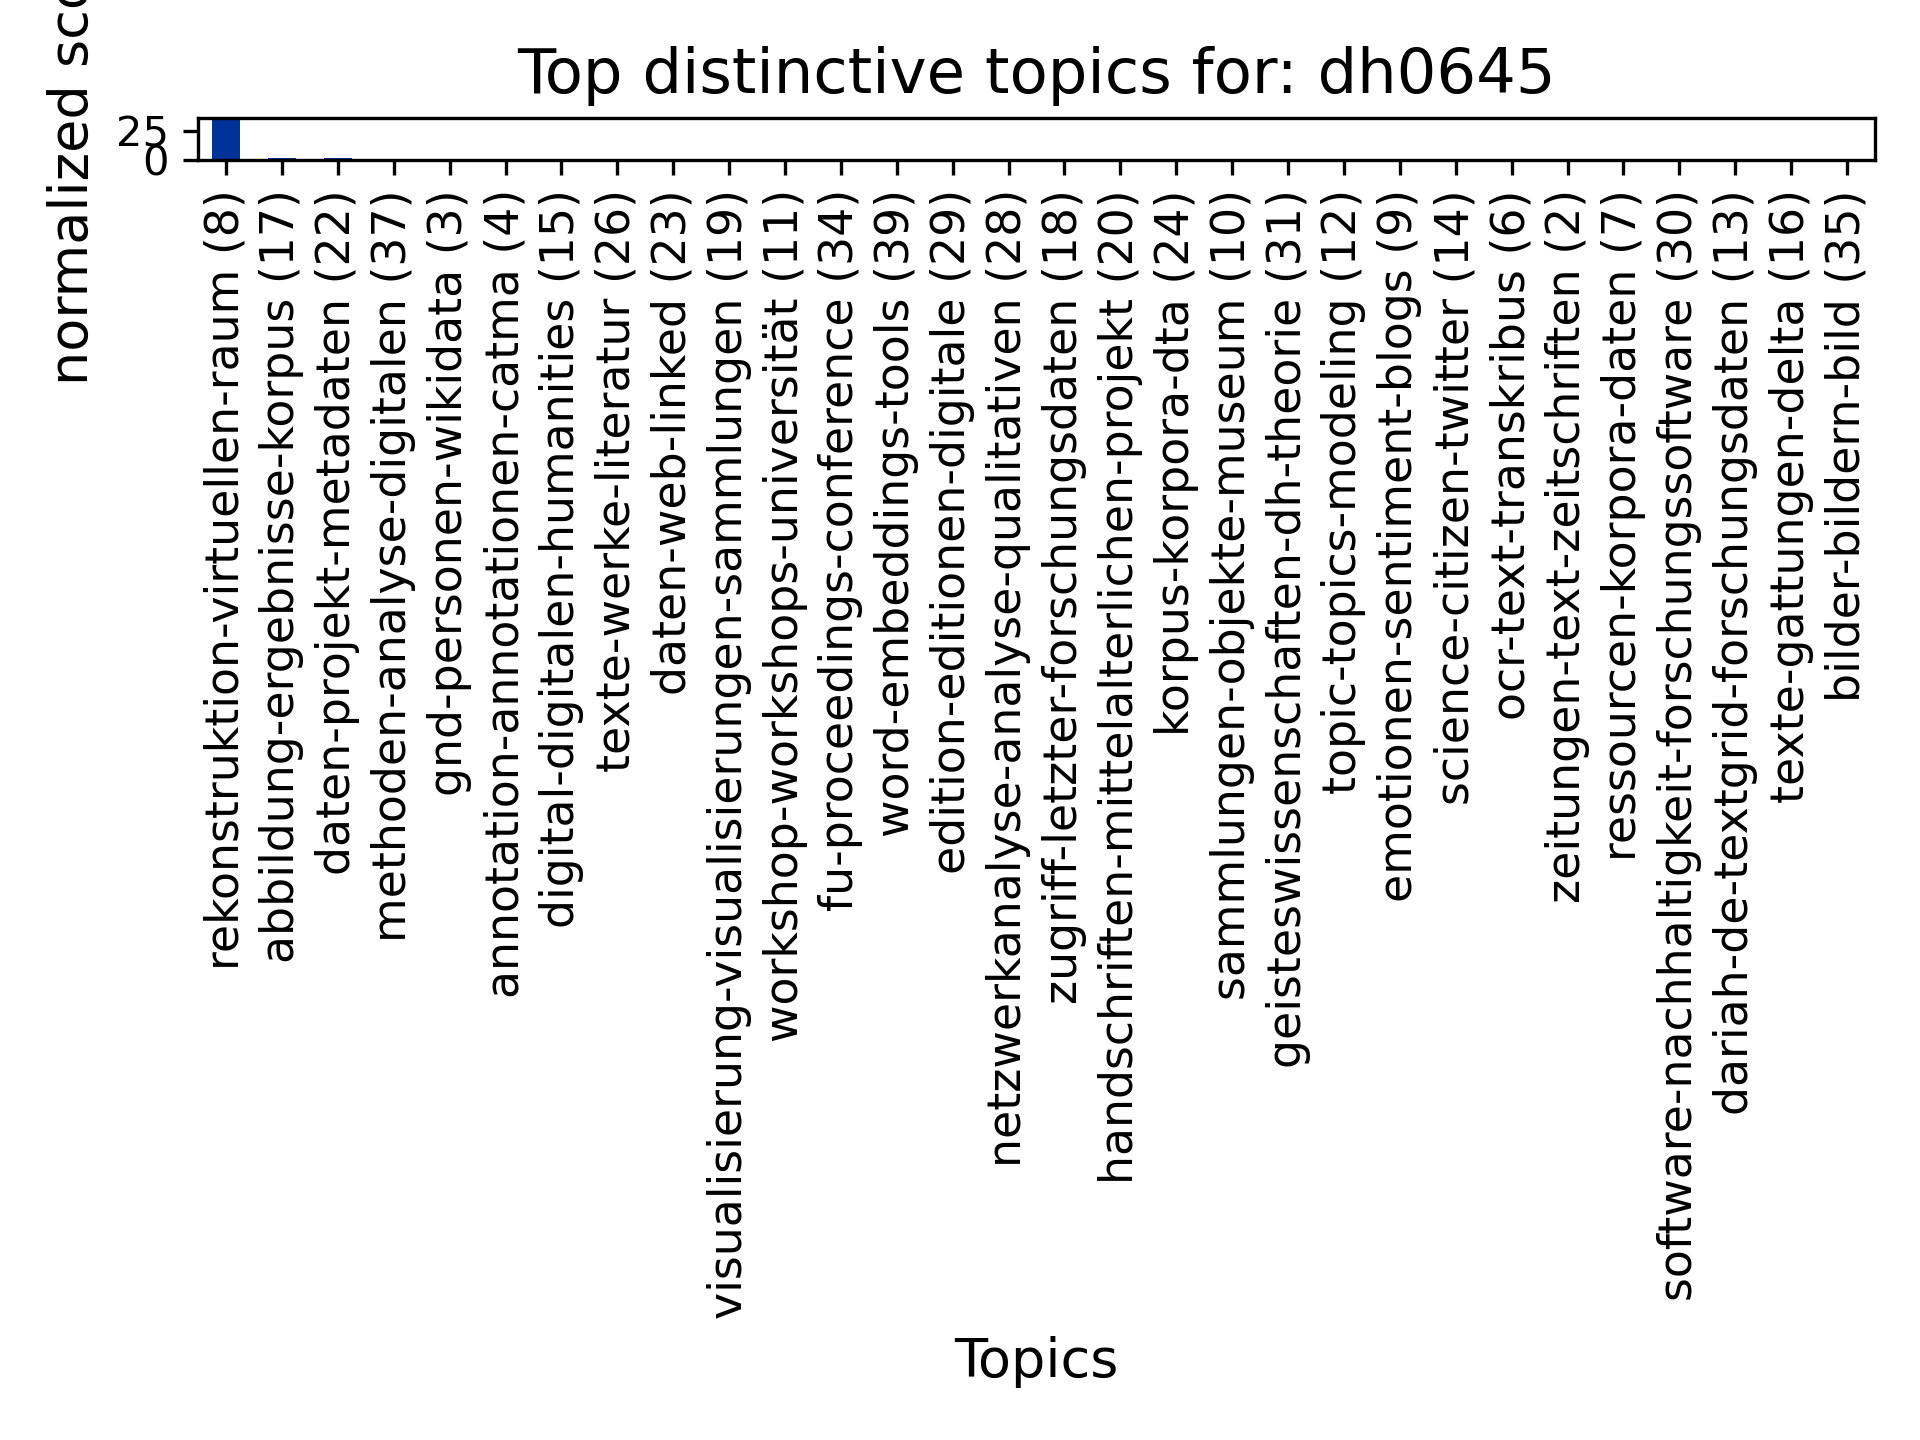 Top distinctive topics for: dh0645
normalized sco
25
0
rekonstruktion-virtuellen-raum (8)
abbildung-ergebnisse-korpus (17)
daten-projekt-metadaten (22)
methoden-analyse-digitalen (37)
gnd-personen-wikidata (3)
annotation-annotationen-catma (4)
digital-digitalen-humanities (15)
texte-werke-literatur (26)
daten-web-linked (23)
visualisierung-visualisierungen-sammlungen (19)
workshop-workshops-universität (11)
fu-proceedings-conference (34)
word-embeddings-tools (39)
edition-editionen-digitale (29)
netzwerkanalyse-analyse-qualitativen (28)
zugriff-letzter-forschungsdaten (18)
handschriften-mittelalterlichen-projekt (20)
korpus-korpora-dta (24)
sammlungen-objekte-museum (10)
geisteswissenschaften-dh-theorie (31)
topic-topics-modeling (12)
emotionen-sentiment-blogs (9)
science-citizen-twitter (14)
ocr-text-transkribus (6)
zeitungen-text-zeitschriften (2)
ressourcen-korpora-daten (7)
software-nachhaltigkeit-forschungssoftware (30)
dariah-de-textgrid-forschungsdaten (13)
texte-gattungen-delta (16)
bilder-bildern-bild (35)
Topics